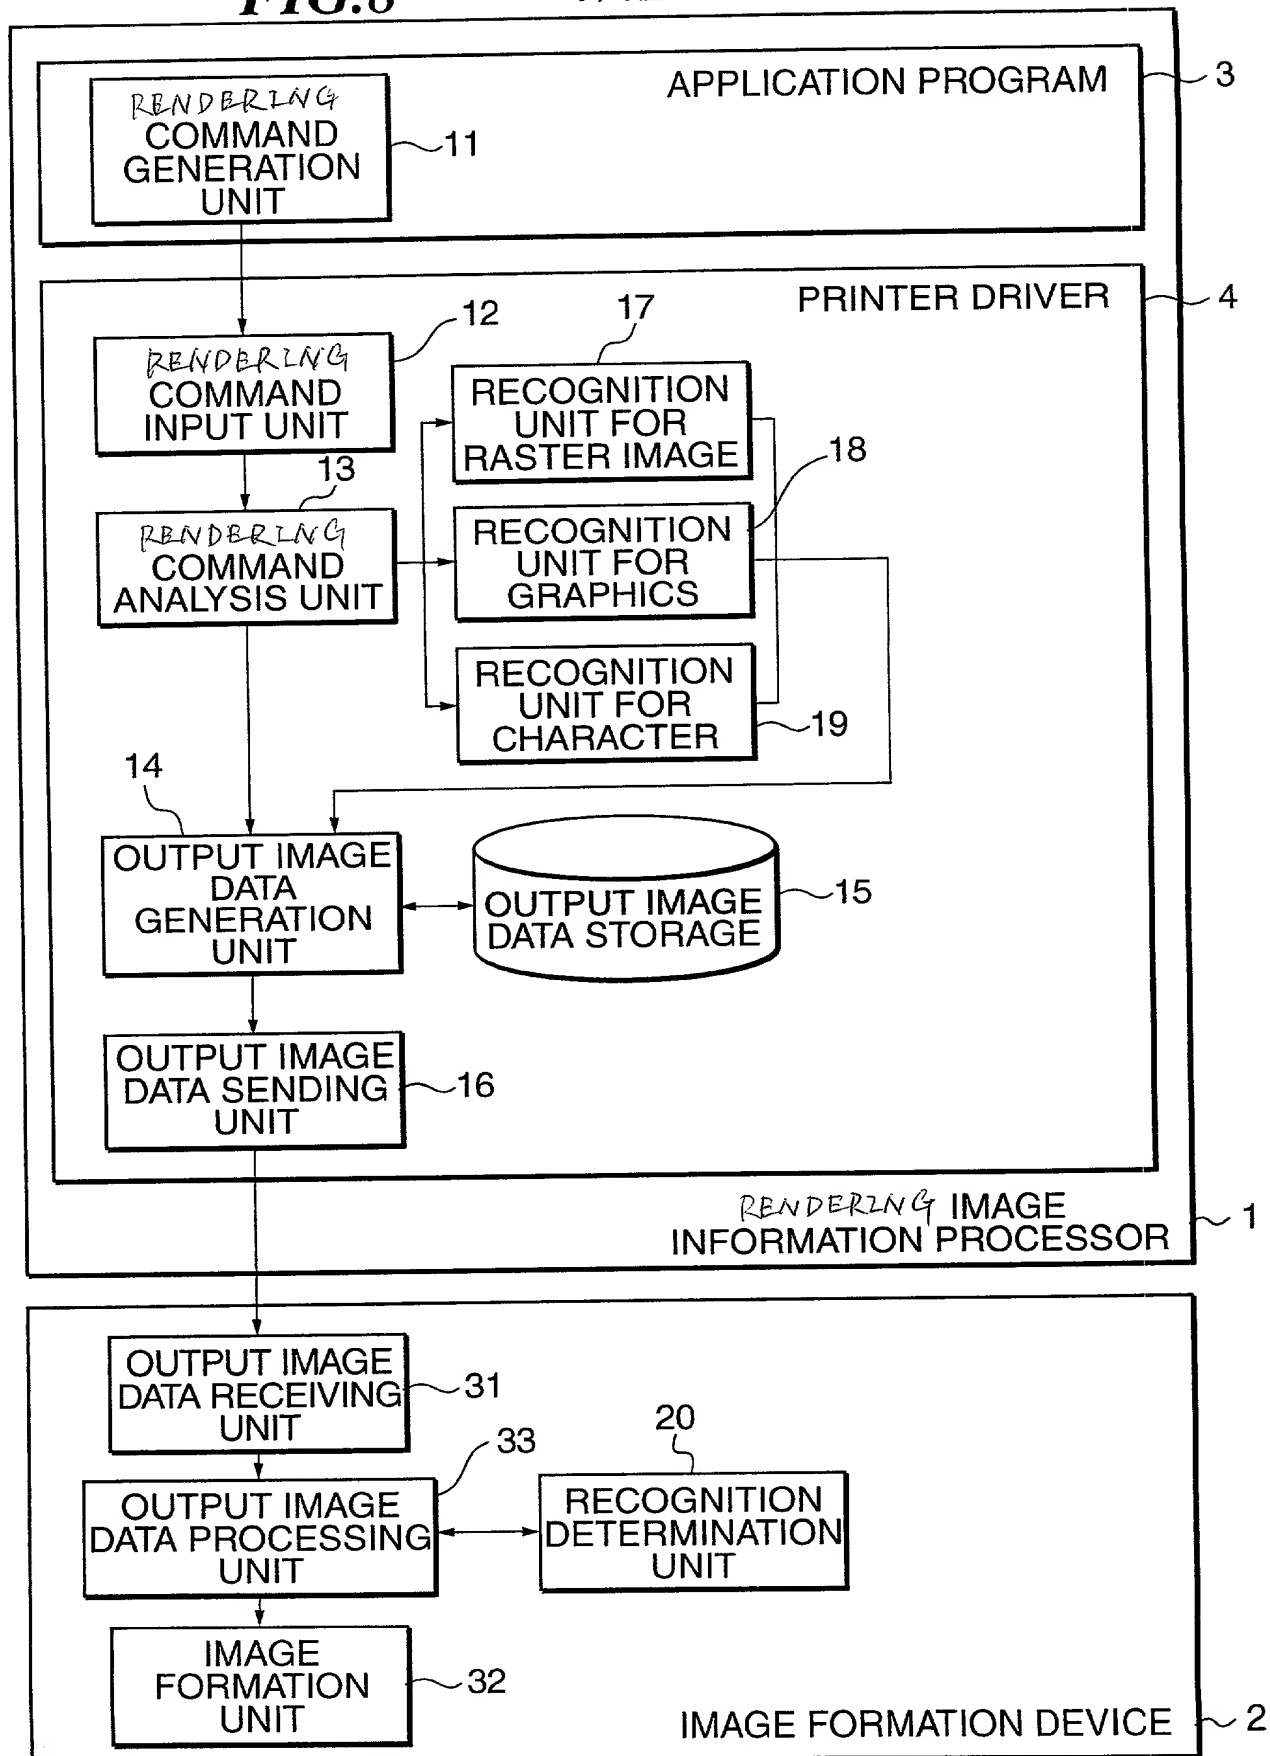 FIG.8
RENDERING
COMMAND
GENERATION
UNIT
11
APPLICATION PROGRAM
3
PRINTER DRIVER
4
12
RENDERING
COMMAND
INPUT UNIT
17
RECOGNITION
UNIT FOR
RASTER IMAGE
13
RENDERING
COMMAND
ANALYSIS UNIT
18
RECOGNITION
UNIT FOR
GRAPHICS
RECOGNITION
UNIT FOR
CHARACTER
19
14
OUTPUT IMAGE
DATA
GENERATION
UNIT
OUTPUT IMAGE
DATA STORAGE
15
OUTPUT IMAGE
DATA SENDING
UNIT
16
RENDERING IMAGE
INFORMATION PROCESSOR
1
OUTPUT IMAGE
DATA RECEIVING
UNIT
31
33
OUTPUT IMAGE
DATA PROCESSING
UNIT
20
RECOGNITION
DETERMINATION
UNIT
IMAGE
FORMATION
UNIT
32
IMAGE FORMATION DEVICE
2